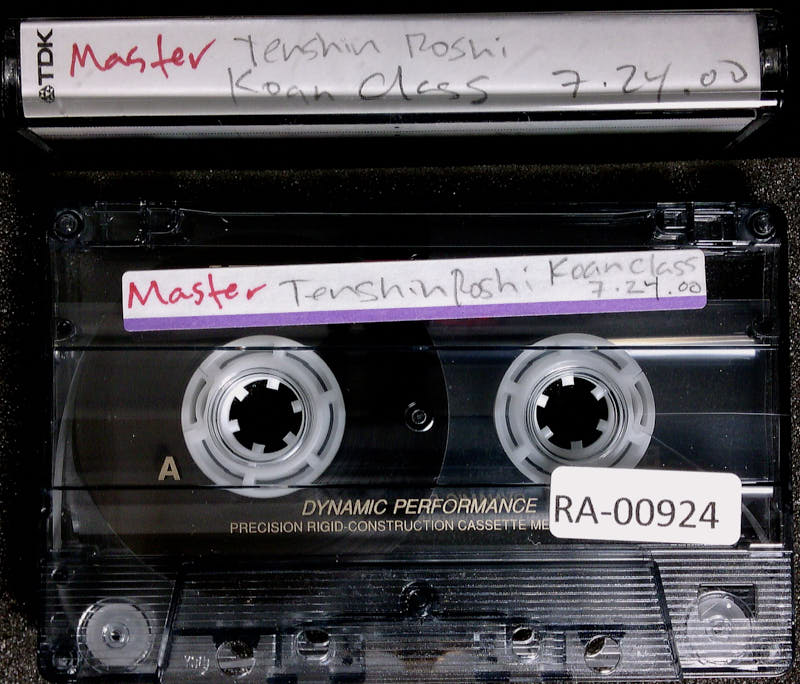 TDK
Master Tenshin Roshi
Koan Class 7.24.00
Master Tenshin Roshi Koan Class
7.24.00
A
DYNAMIC PERFORMANCE
PRECISION RIGID-CONSTRUCTION CASSETTE ME
RA-00924